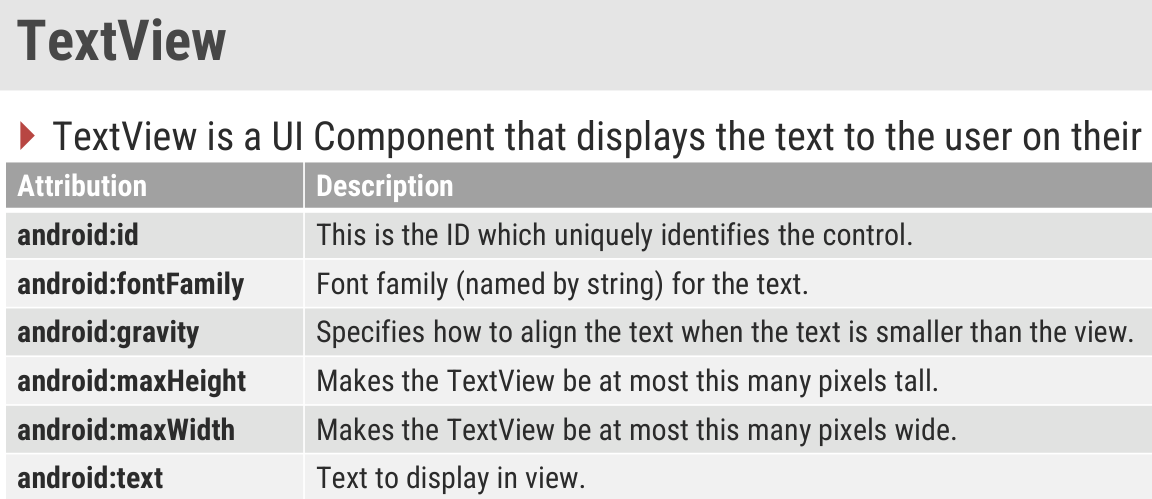 TextView
TextView is a UI Component that displays the text to the user on their
Attribution Description
android:id This is the ID which uniquely identifies the control.
android:fontFamily Font family (named by string) for the text.
android:gravity Specifies how to align the text when the text is smaller than the view.
android:maxHeight Makes the TextView be at most this many pixels tall.
android:maxWidth Makes the TextView be at most this many pixels wide.
android:text Text to display in view.